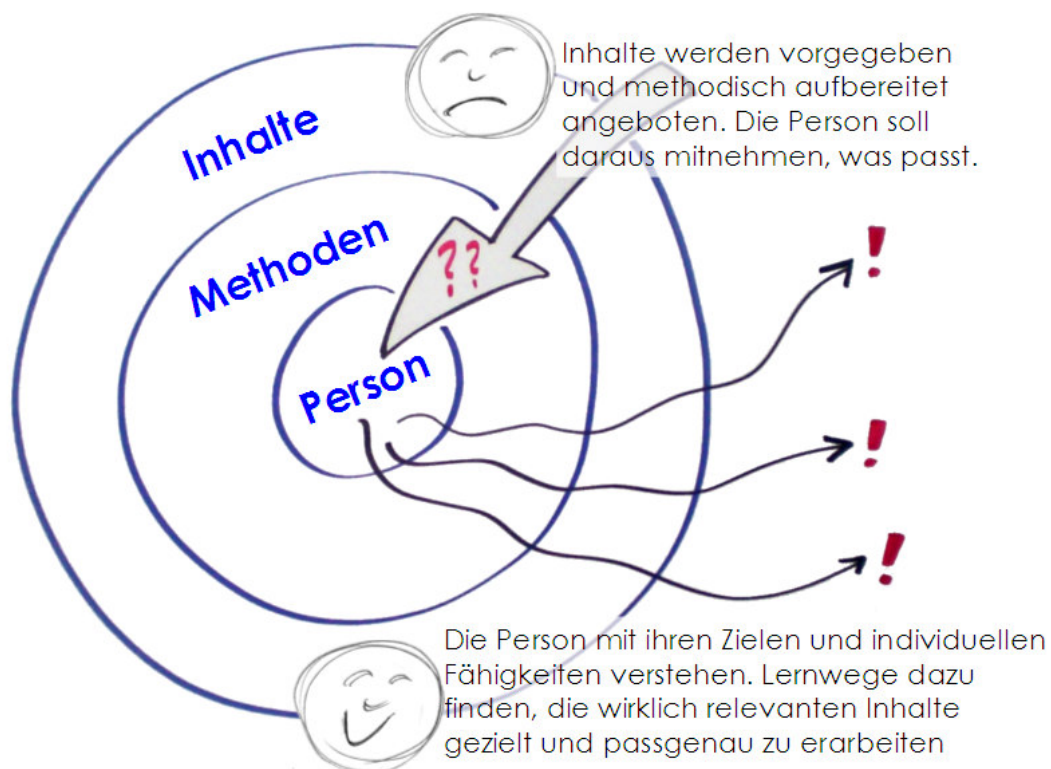 Inhalte werden vorgegeben
und methodisch aufbereitet
angeboten. Die Person soll
daraus mitnehmen, was passt.
Inhalte
Methoden
??
Person
!
!
!
Die Person mit ihren Zielen und individuellen
Fähigkeiten verstehen. Lernwege dazu
finden, die wirklich relevanten Inhalte
gezielt und passgenau zu erarbeiten